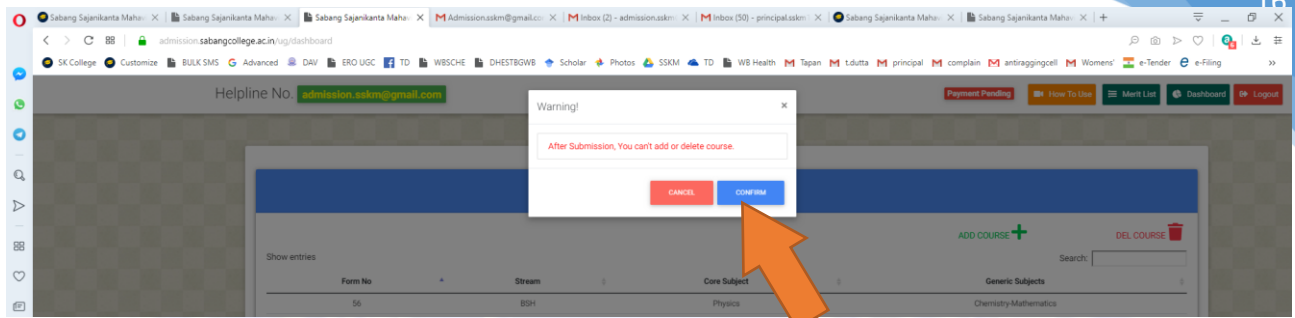 Sabang Sajanikanta Mahav Sabang Sajanikanta Mahav Sabang Sajanikanta Mahav Admission.sskm@gmail.co Inbox (2) - admission.sskm Inbox (50) - principal.sskm Sabang Sajanikanta Mahav Sabang Sajanikanta Mahav
admission.sabangcollege.ac.in/ug/dashboard
SK College Customize BULK SMS Advanced DAV ERO UGC TD WBSCHE DHESTBGWB Scholar Photos SSKM TD WB Health Tapan t.dutta principal complain antiraggingcell Womens' e-Tender e-Filing
Helpline No. admission.sskm@gmail.com Payment Pending How To Use Merit List Dashboard Logout
Warning!
After Submission, You can't add or delete course.
CANCEL CONFIRM
ADD COURSE DEL COURSE
Show entries Search:
Form No Stream Core Subject Generic Subjects
56 BSH Physics Chemistry-Mathematics